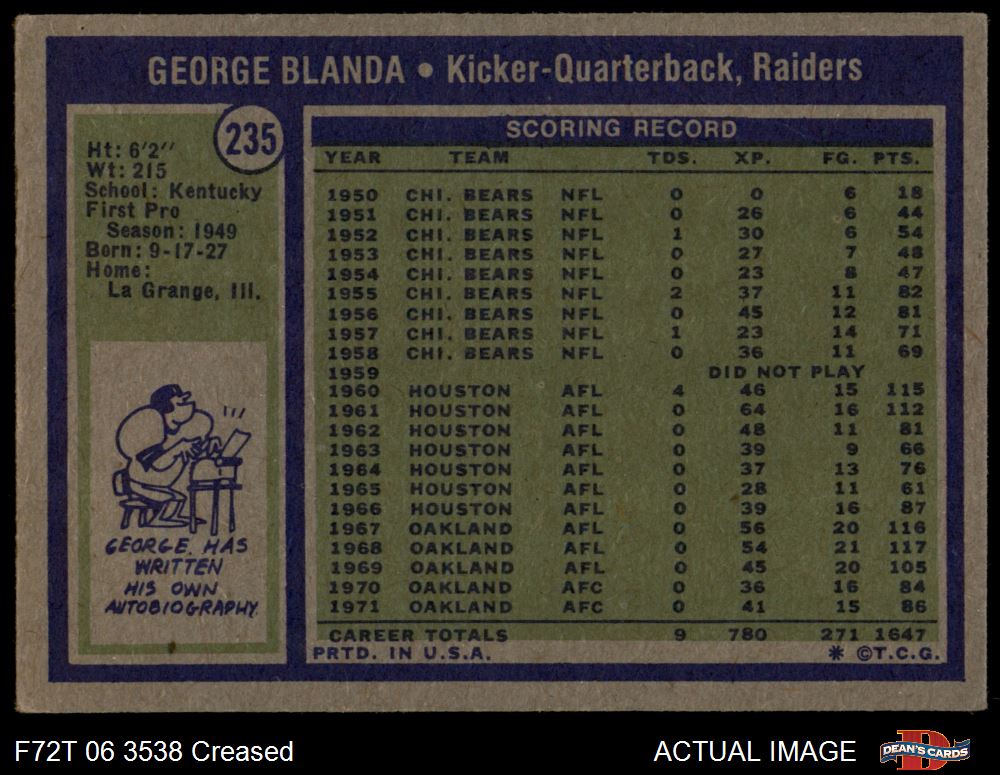 GEORGE BLANDA • Kicker-Quarterback, Raiders
235
Ht: 6'2''
Wt: 215
School: Kentucky
First Pro
Season: 1949
Born: 9-17-27
Home:
La Grange, Ill.
GEORGE HAS
WRITTEN
HIS OWN
AUTOBIOGRAPHY.
SCORING RECORD
YEAR TEAM TDS. XP. FG. PTS.
1950 CHI. BEARS NFL 0 0 6 18
1951 CHI. BEARS NFL 0 26 6 44
1952 CHI. BEARS NFL 1 30 6 54
1953 CHI. BEARS NFL 0 27 7 48
1954 CHI. BEARS NFL 0 23 8 47
1955 CHI. BEARS NFL 2 37 11 82
1956 CHI. BEARS NFL 0 45 12 81
1957 CHI. BEARS NFL 1 23 14 71
1958 CHI. BEARS NFL 0 36 11 69
1959 DID NOT PLAY
1960 HOUSTON AFL 4 46 15 115
1961 HOUSTON AFL 0 64 16 112
1962 HOUSTON AFL 0 48 11 81
1963 HOUSTON AFL 0 39 9 66
1964 HOUSTON AFL 0 37 13 76
1965 HOUSTON AFL 0 28 11 61
1966 HOUSTON AFL 0 39 16 87
1967 OAKLAND AFL 0 56 20 116
1968 OAKLAND AFL 0 54 21 117
1969 OAKLAND AFL 0 45 20 105
1970 OAKLAND AFC 0 36 16 84
1971 OAKLAND AFC 0 41 15 86
CAREER TOTALS 9 780 271 1647
PRTD. IN U.S.A. * ©T.C.G.
F72T 06 3538 Creased
ACTUAL IMAGE
D
DEAN'S CARDS